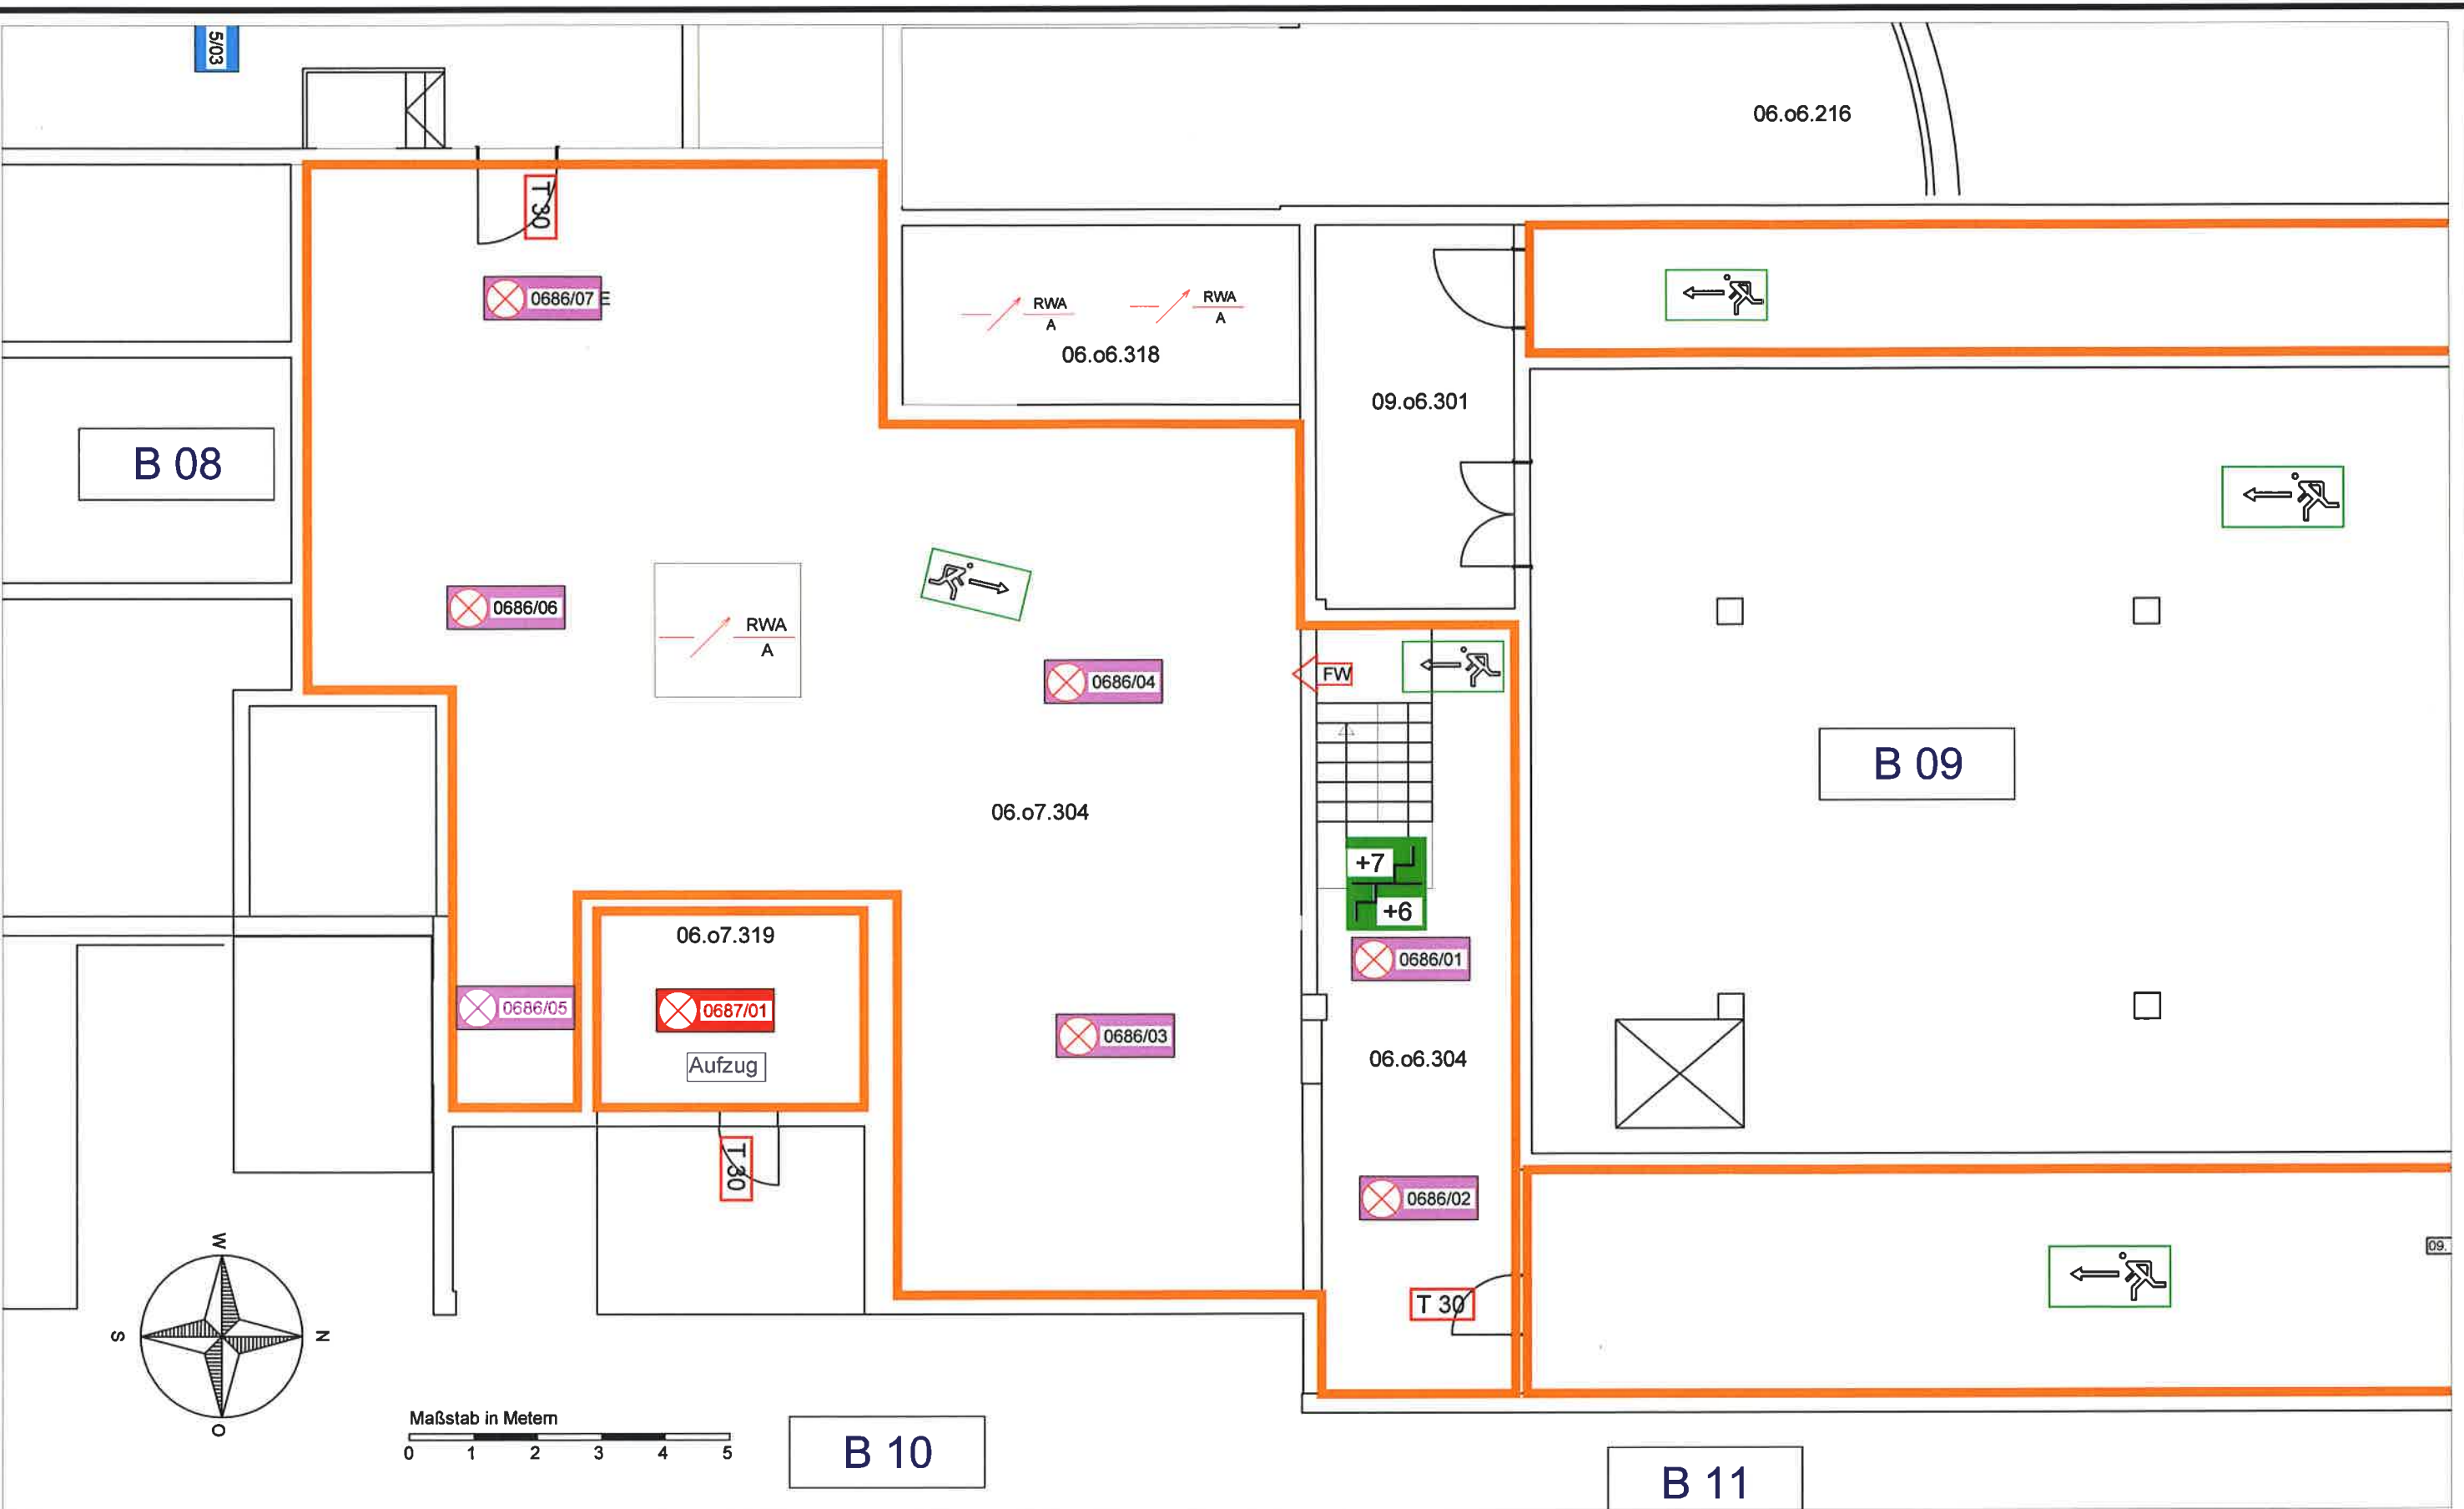 5/03
06.o6.216
T 30
0686/07 E
RWA
A
RWA
A
06.o6.318
09.o6.301
B 08
0686/06
RWA
A
0686/04
FW
B 09
06.o7.304
+7
+6
06.o7.319
0686/01
0686/05
0687/01
0686/03
Aufzug
06.o6.304
T 30
0686/02
09.
T 30
W
S
N
O
Maßstab in Metern
0 1 2 3 4 5
B 10
B 11